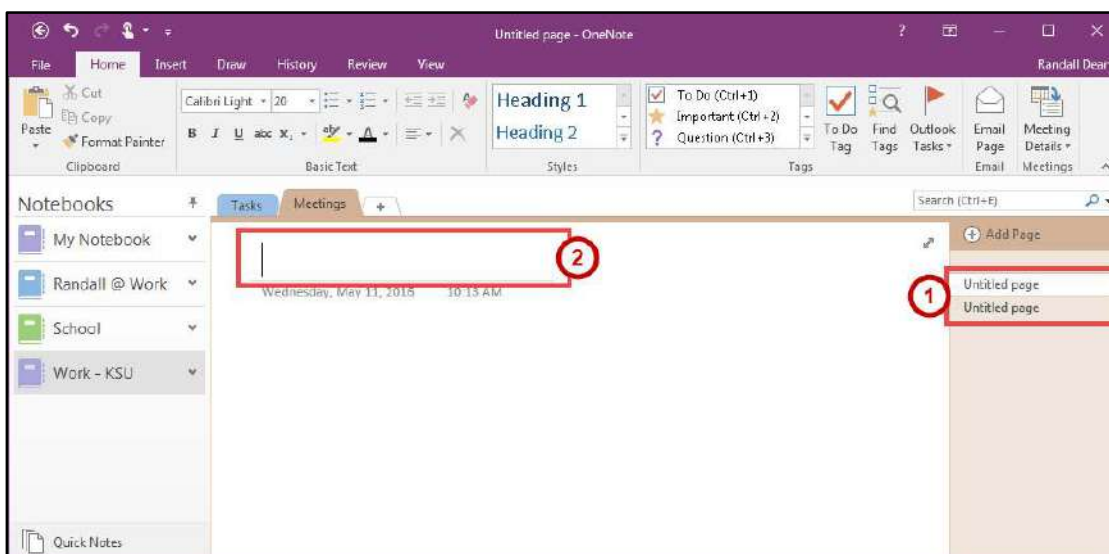 Untitled page - OneNote
?
File Home Insert Draw History Review View
Randall Dean
Paste
Cut
Copy
Format Painter
Clipboard
Calibri Light 20
B I U abc X,
A
Basic Text
Heading 1
Heading 2
Styles
To Do (Ctrl+1)
Important (Ctrl+2)
? Question (Ctrl+3)
To Do Tag
Find Tags
Outlook Tasks
Tags
Email Page
Email
Meeting Details
Meetings
Notebooks
Tasks Meetings +
Search (Ctrl+E)
My Notebook
Randall @ Work
School
Work - KSU
Quick Notes
2
Wednesday, May 11, 2016 10:13 AM
Add Page
1
Untitled page
Untitled page